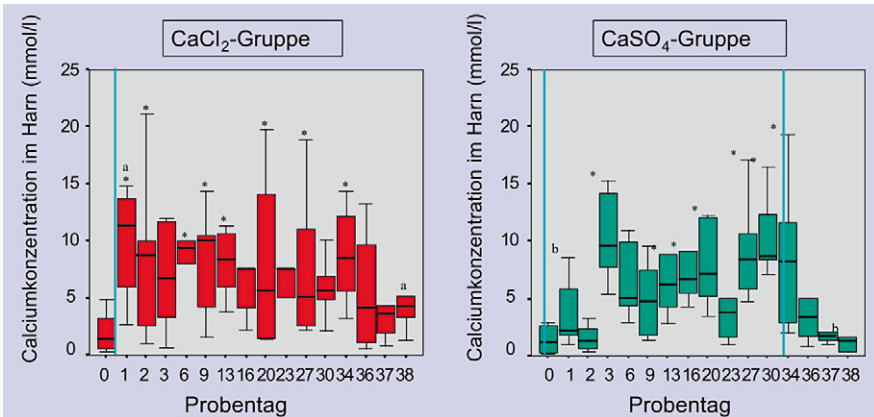 CaCl₂-Gruppe
Calciumkonzentration im Harn (mmol/l)
25
20
15
10
5
0
a
*
*
*
*
*
*
*
*
a
*
0 1 2 3 6 9 13 16 20 23 27 30 34 36 37 38
Probentag
CaSO₄-Gruppe
Calciumkonzentration im Harn (mmol/l)
25
20
15
10
5
0
b
*
*
*
*
*
*
*
b
0 1 2 3 6 9 13 16 20 23 27 30 34 36 37 38
Probentag